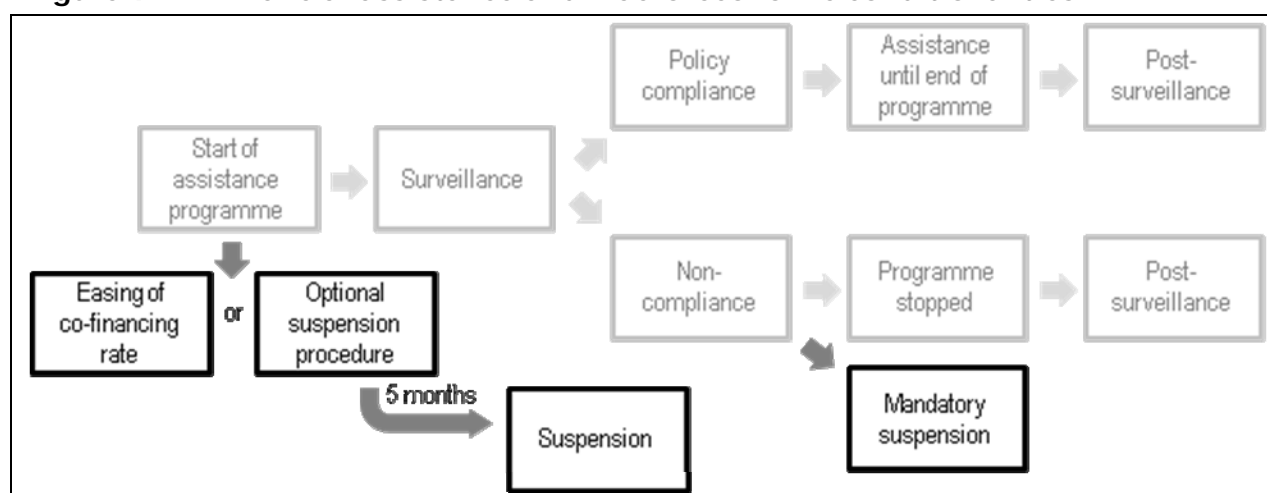 Policy
compliance
Assistance
until end of
programme
Post-
surveillance
Start of
assistance
programme
Surveillance
Non-
compliance
Programme
stopped
Post-
surveillance
Easing of
co-financing
rate
or
Optional
suspension
procedure
5 months
Suspension
Mandatory
suspension